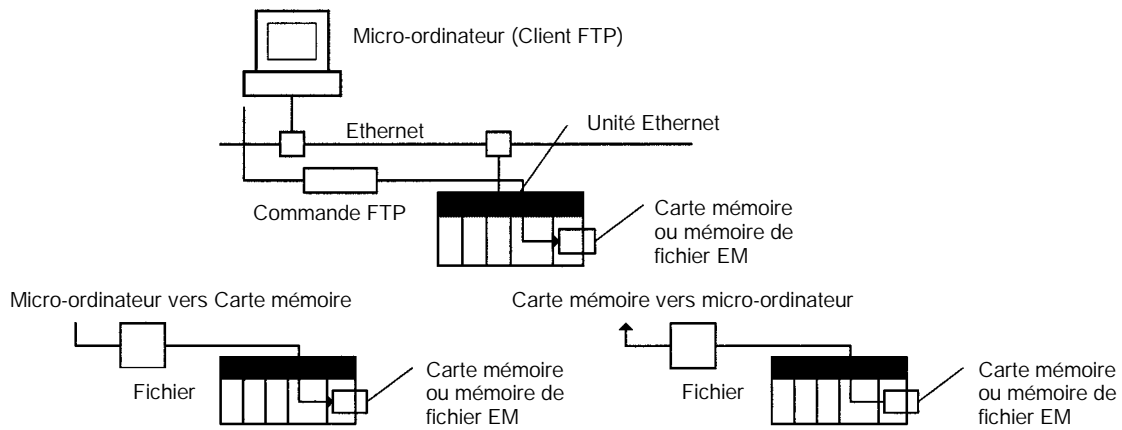 Micro-ordinateur (Client FTP)
Ethernet
Unité Ethernet
Commande FTP
Carte mémoire
ou mémoire de
fichier EM
Micro-ordinateur vers Carte mémoire
Fichier
Carte mémoire
ou mémoire de
fichier EM
Carte mémoire vers micro-ordinateur
Fichier
Carte mémoire
ou mémoire de
fichier EM